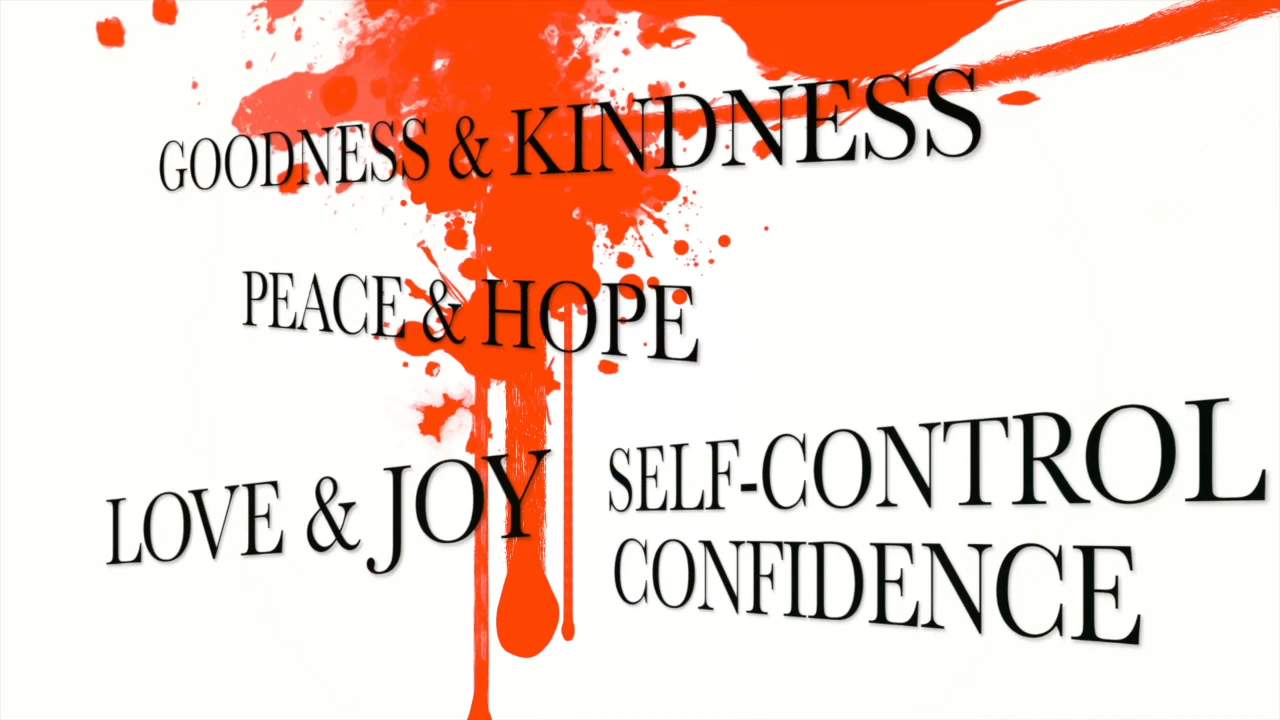 GOODNESS & KINDNESS
PEACE & HOPE
LOVE & JOY
SELF-CONTROL
CONFIDENCE